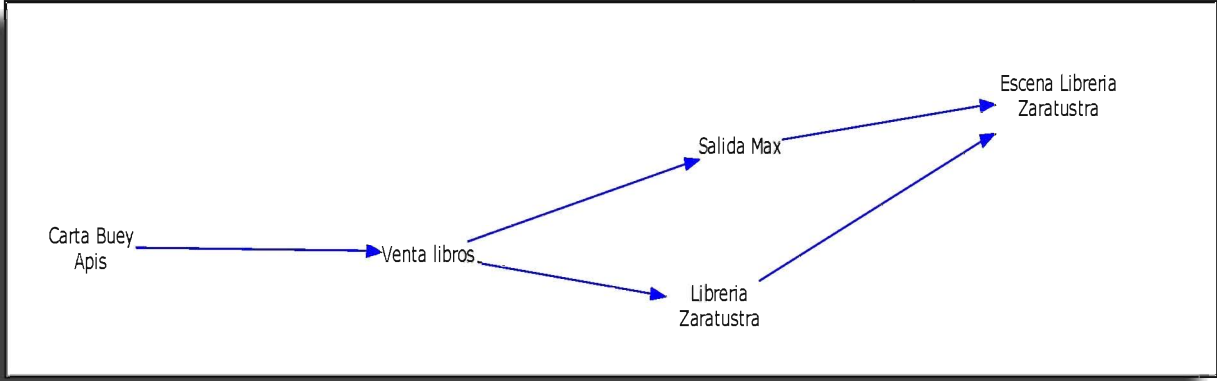 Escena Libreria
Zaratustra
Salida Max
Carta Buey
Apis
Venta libros
Libreria
Zaratustra